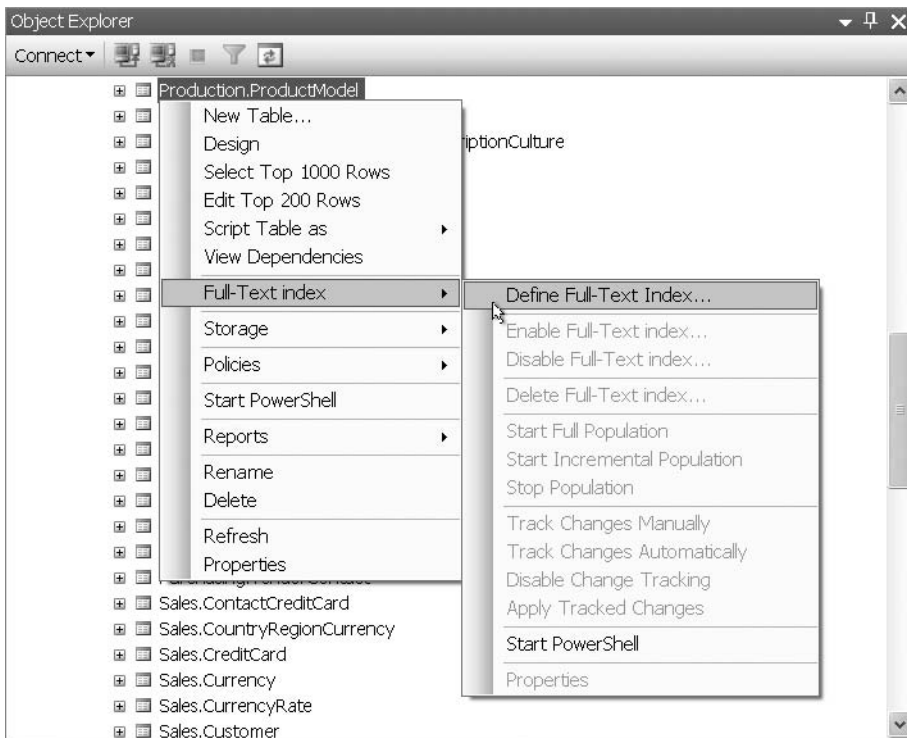 Object Explorer
Connect
Production.ProductModel
New Table...
Design
iptionCulture
Select Top 1000 Rows
Edit Top 200 Rows
Script Table as
View Dependencies
Full-Text index
Storage
Policies
Start PowerShell
Reports
Rename
Delete
Refresh
Properties
Define Full-Text Index...
Enable Full-Text index...
Disable Full-Text index...
Delete Full-Text index...
Start Full Population
Start Incremental Population
Stop Population
Track Changes Manually
Track Changes Automatically
Disable Change Tracking
Apply Tracked Changes
Start PowerShell
Properties
Sales.ContactCreditCard
Sales.CountryRegionCurrency
Sales.CreditCard
Sales.Currency
Sales.CurrencyRate
Sales.Customer